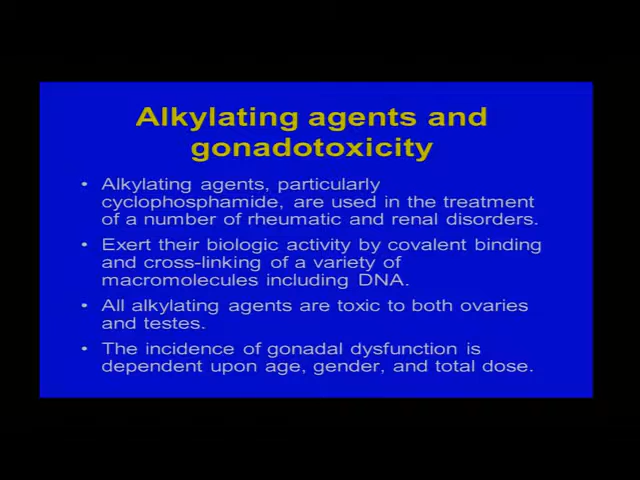 Alkylating agents and
gonadotoxicity
• Alkylating agents, particularly
cyclophosphamide, are used in the treatment
of a number of rheumatic and renal disorders.
• Exert their biologic activity by covalent binding
and cross-linking of a variety of
macromolecules including DNA.
• All alkylating agents are toxic to both ovaries
and testes.
• The incidence of gonadal dysfunction is
dependent upon age, gender, and total dose.